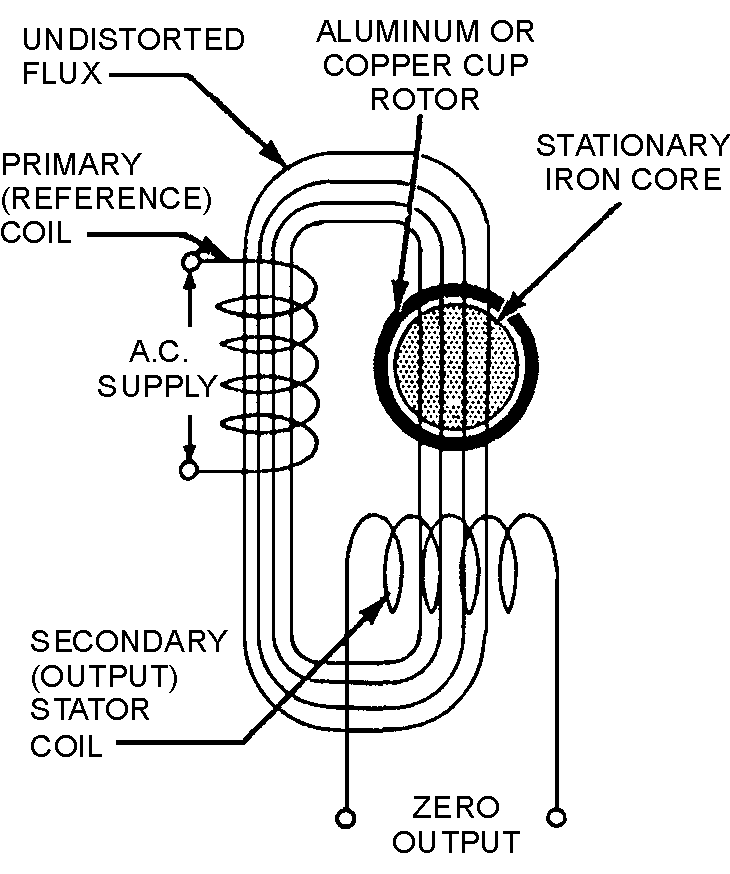 UNDISTORTED
FLUX
ALUMINUM OR
COPPER CUP
ROTOR
STATIONARY
IRON CORE
PRIMARY
(REFERENCE)
COIL
A.C.
SUPPLY
SECONDARY
(OUTPUT)
STATOR
COIL
ZERO
OUTPUT